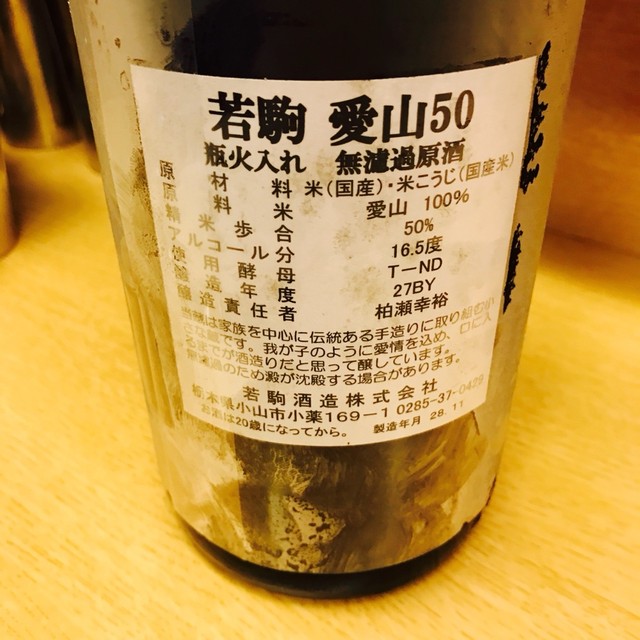 若駒 愛山50
瓶火入れ 無濾過原酒
原材料 米(国産)・米こうじ(国産米)
原料米 愛山 100%
精米歩合 50%
アルコール分 16.5度
使用酵母 T-ND
醸造年度 27BY
醸造責任者 柏瀬幸裕
当蔵は家族を中心に伝統ある手造りに取り組む小
さな蔵です。我が子のように愛情を込め、口に入
るまでが酒造りだと思って醸しています。
無濾過のため澱が沈殿する場合があります。
若駒酒造株式会社
栃木県小山市小薬169-1 0285-37-0429
お酒は20歳になってから。 製造年月 28.11